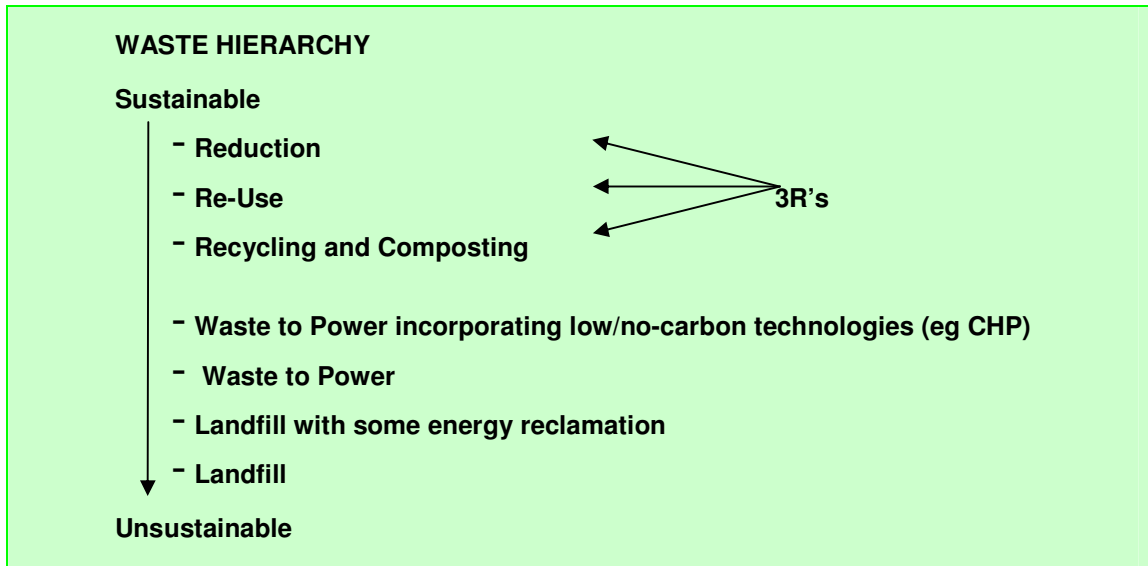 WASTE HIERARCHY
Sustainable
- Reduction
- Re-Use
3R's
- Recycling and Composting
- Waste to Power incorporating low/no-carbon technologies (eg CHP)
- Waste to Power
- Landfill with some energy reclamation
- Landfill
Unsustainable